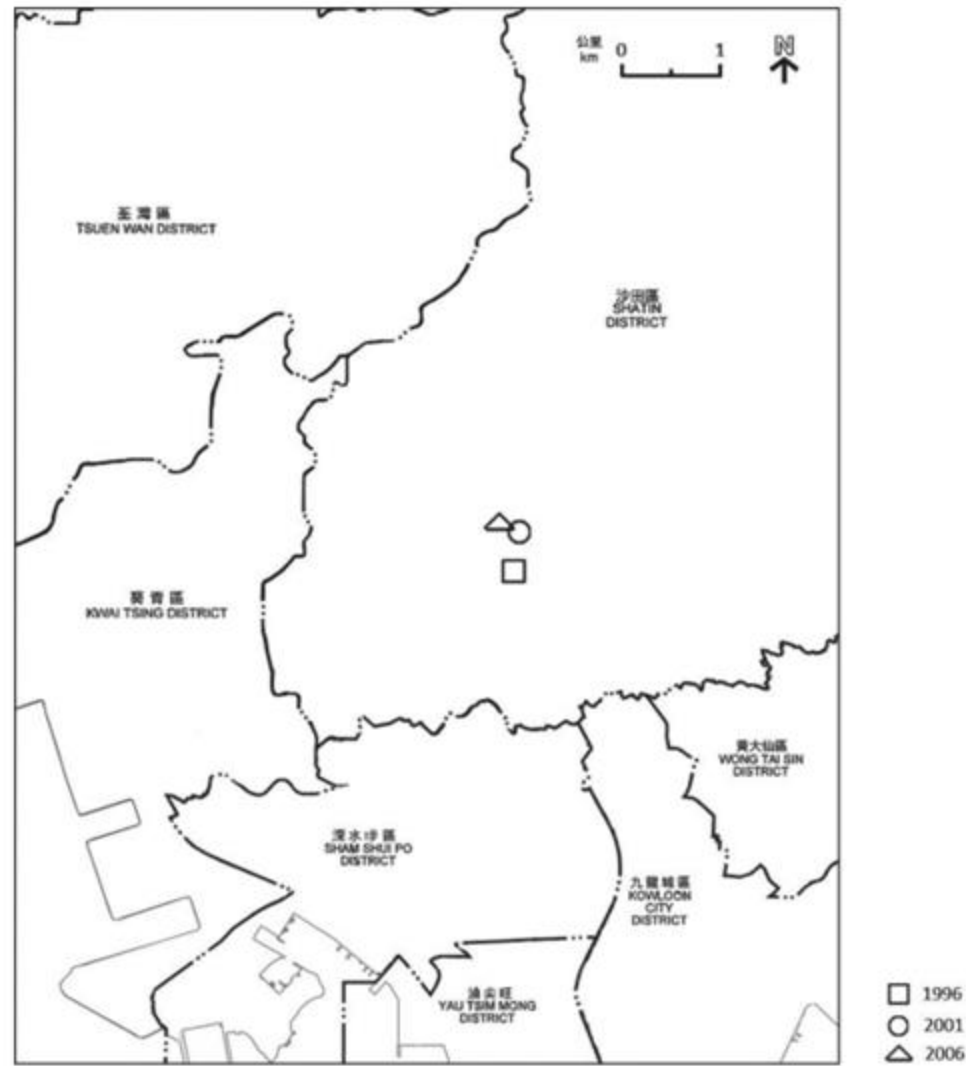 公里 0 1
km
N
荃灣區
TSUEN WAN DISTRICT
沙田區
SHATIN
DISTRICT
葵青區
KWAI TSING DISTRICT
黃大仙區
WONG TAI SIN
DISTRICT
深水埗區
SHAM SHUI PO
DISTRICT
九龍城區
KOWLOON
CITY
DISTRICT
油尖旺
YAU TSIM MONG
DISTRICT
1996
2001
2006